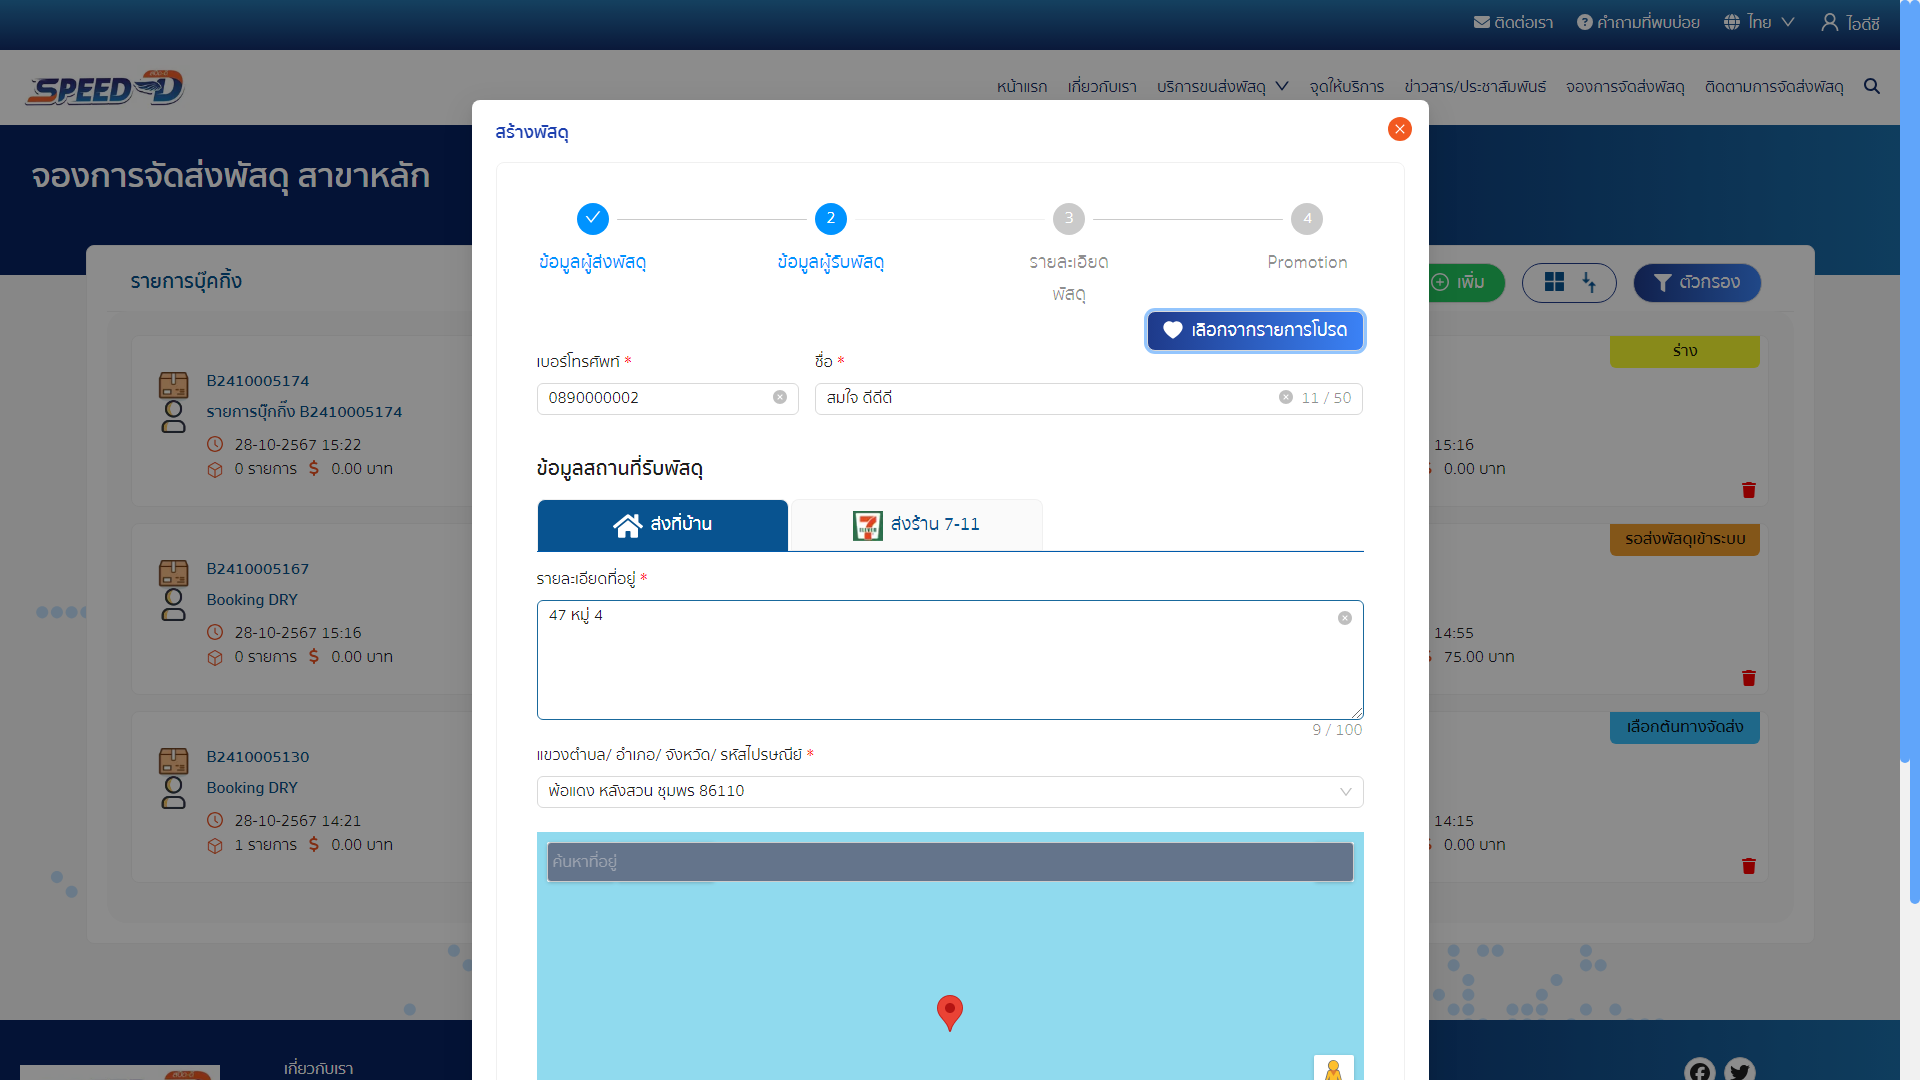 ติดต่อเรา
คำถามที่พบบ่อย
ไทย
ไอดีซี
SPEED-D
หน้าแรก
เกี่ยวกับเรา
บริการขนส่งพัสดุ
จุดให้บริการ
ข่าวสาร/ประชาสัมพันธ์
จองการจัดส่งพัสดุ
ติดตามการจัดส่งพัสดุ
จองการจัดส่งพัสดุ สาขาหลัก
รายการบุ๊คกิ้ง
เพิ่ม
ตัวกรอง
B2410005174
รายการบุ๊กกิ๊ง B2410005174
28-10-2567 15:22
0 รายการ $ 0.00 บาท
B2410005167
Booking DRY
28-10-2567 15:16
0 รายการ $ 0.00 บาท
B2410005130
Booking DRY
28-10-2567 14:21
1 รายการ $ 0.00 บาท
สร้างพัสดุ
2
3
4
ข้อมูลผู้ส่งพัสดุ
ข้อมูลผู้รับพัสดุ
รายละเอียด
พัสดุ
Promotion
เลือกจากรายการโปรด
เบอร์โทรศัพท์ *
ชื่อ *
0890000002
สมใจ ดีดีดี
11 / 50
ข้อมูลสถานที่รับพัสดุ
ส่งที่บ้าน
ส่งร้าน 7-11
รายละเอียดที่อยู่ *
47 หมู่ 4
9 / 100
แขวงตำบล/ อำเภอ/ จังหวัด/ รหัสไปรษณีย์ *
พ้อแดง หลังสวน ชุมพร 86110
ค้นหาที่อยู่
ร่าง
15:16
0.00 บาท
รอส่งพัสดุเข้าระบบ
14:55
75.00 บาท
เลือกต้นทางจัดส่ง
14:15
0.00 บาท
เกี่ยวกับเรา